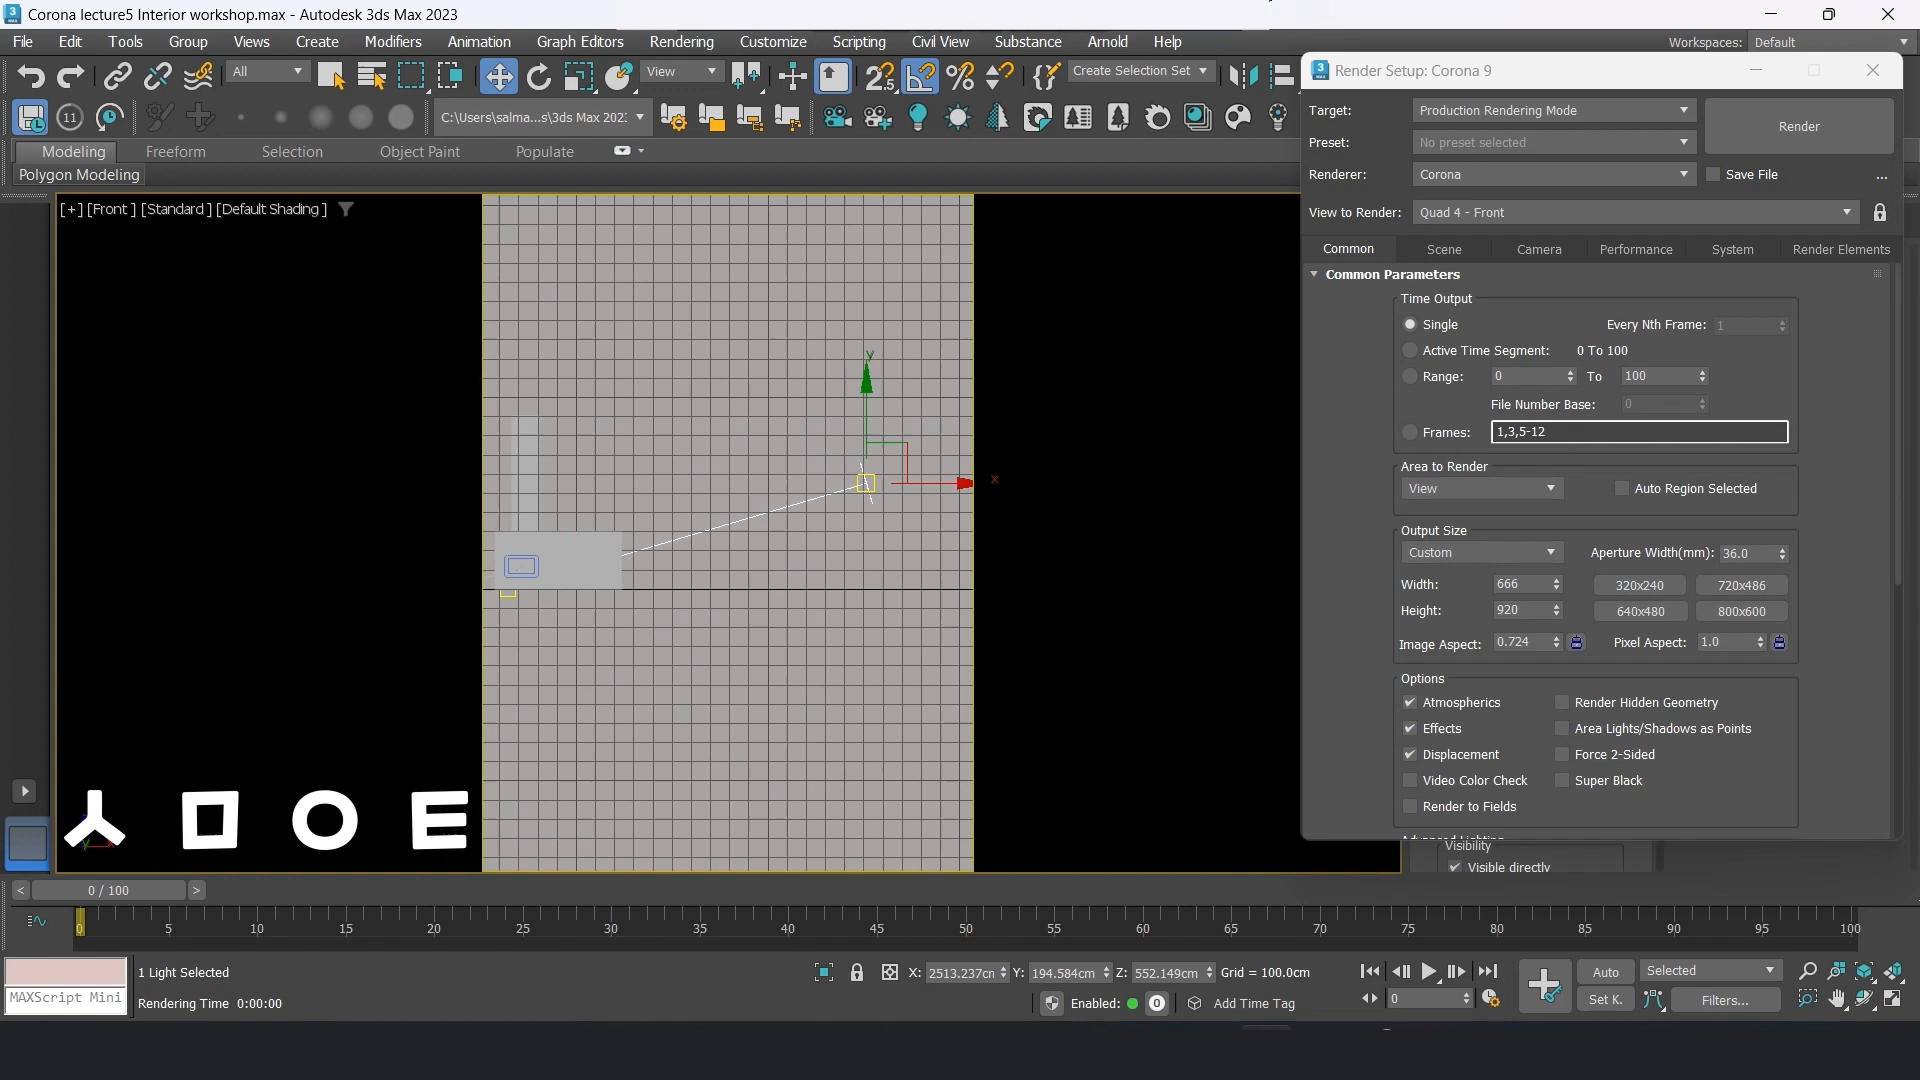 Corona lecture5 Interior workshop.max - Autodesk 3ds Max 2023
File Edit Tools Group Views Create Modifiers Animation Graph Editors Rendering Customize Scripting Civil View Substance Arnold Help
Workspaces: Default
All
View
Create Selection Set
11
C:\Users\salma...s\3ds Max 202:
Modeling Freeform Selection Object Paint Populate
Polygon Modeling
[+] [Front ] [Standard ] [Default Shading ]
y
x
Render Setup: Corona 9
Target: Production Rendering Mode
Render
Preset: No preset selected
Renderer: Corona
Save File ...
View to Render: Quad 4 - Front
Common Scene Camera Performance System Render Elements
Common Parameters
Time Output
Single Every Nth Frame: 1
Active Time Segment: 0 To 100
Range: 0 To 100
File Number Base: 0
Frames: 1,3,5-12
Area to Render
View Auto Region Selected
Output Size
Custom Aperture Width(mm): 36.0
Width: 666 320x240 720x486
Height: 920 640x480 800x600
Image Aspect: 0.724 Pixel Aspect: 1.0
Options
Atmospherics Render Hidden Geometry
Effects Area Lights/Shadows as Points
Displacement Force 2-Sided
Video Color Check Super Black
Render to Fields
Visibility
Visible directly
< 0 / 100 >
0 5 10 15 20 25 30 35 40 45 50 55 60 65 70 75 80 85 90 95 100
1 Light Selected
X: 2513.237cn Y: 194.584cm Z: 552.149cm Grid = 100.0cm
Auto Selected
MAXScript Mini
Rendering Time 0:00:00
Enabled: 0 Add Time Tag
0
Set K. Filters...